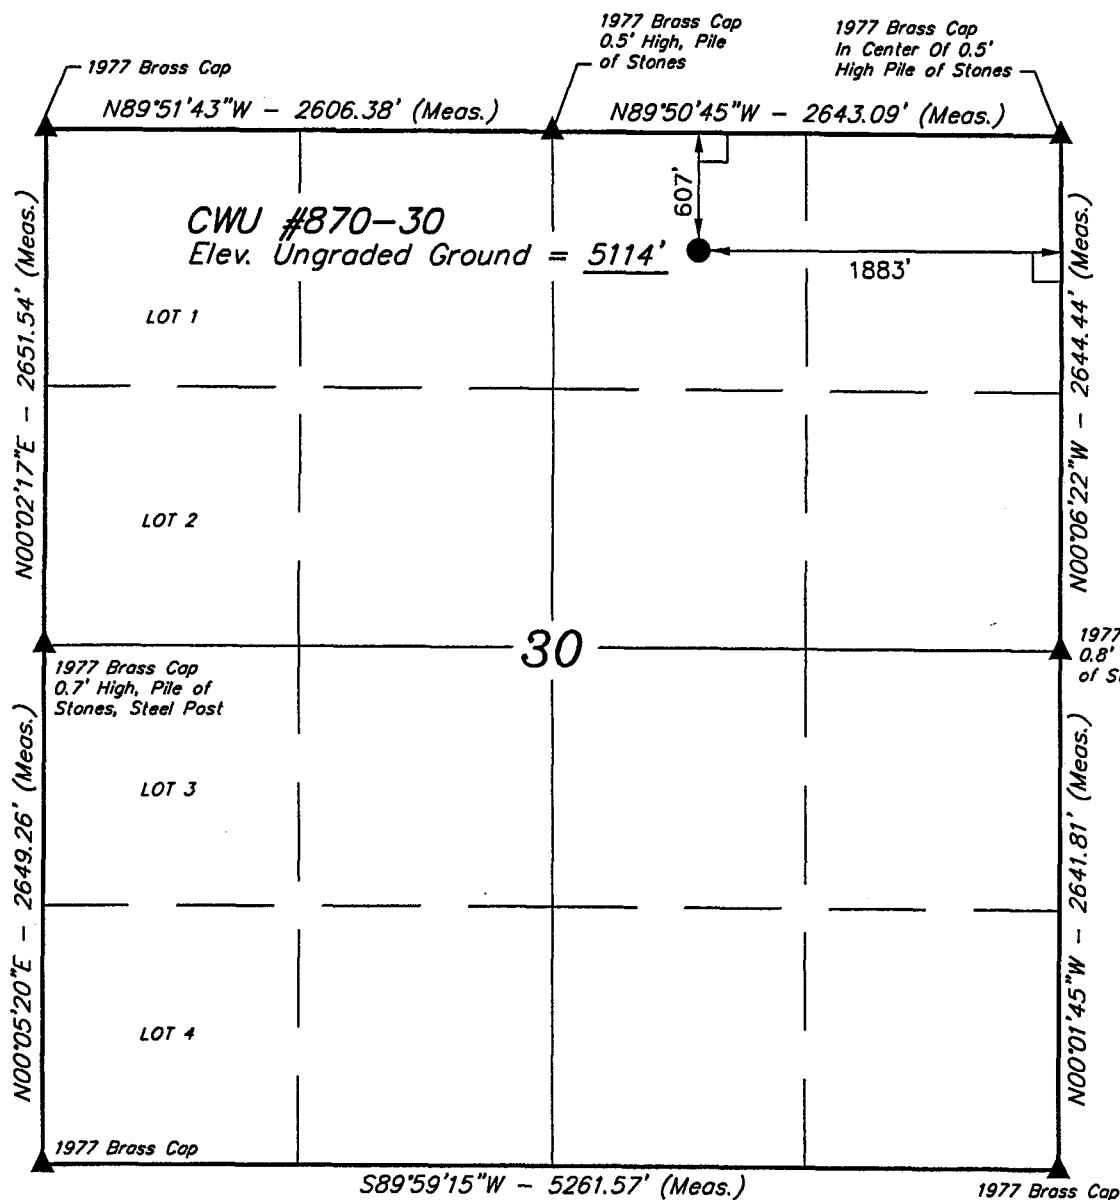 1977 Brass Cap
0.5' High, Pile
of Stones
1977 Brass Cap
In Center Of 0.5'
High Pile of Stones
1977 Brass Cap
N89°51'43"W - 2606.38' (Meas.)
N89°50'45"W - 2643.09' (Meas.)
607'
CWU #870-30
Elev. Ungraded Ground = 5114'
1883'
N00°02'17"E - 2651.54' (Meas.)
N00°06'22"W - 2644.44' (Meas.)
LOT 1
LOT 2
30
1977 Brass Cap
0.7' High, Pile of
Stones, Steel Post
1977
0.8'
of S
LOT 3
N00°05'20"E - 2649.26' (Meas.)
N00°01'45"W - 2641.81' (Meas.)
LOT 4
1977 Brass Cap
S89°59'15"W - 5261.57' (Meas.)
1977 Brass Cap